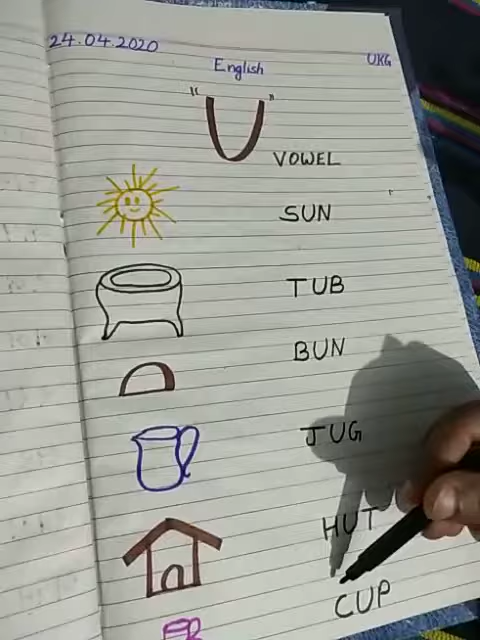 24.04.2020
English
UKG
"U"
VOWEL
SUN
TUB
BUN
JUG
HUT
CUP